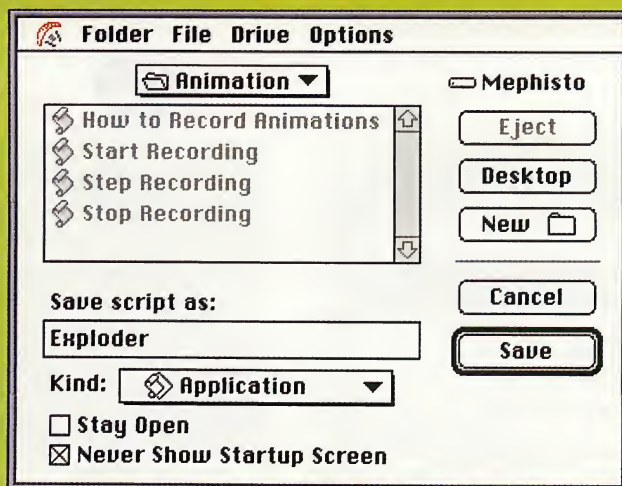 Folder File Drive Options
Animation
Mephisto
How to Record Animations
Start Recording
Step Recording
Stop Recording
Eject
Desktop
New
Save script as:
Exploder
Cancel
Save
Kind: Application
Stay Open
Never Show Startup Screen